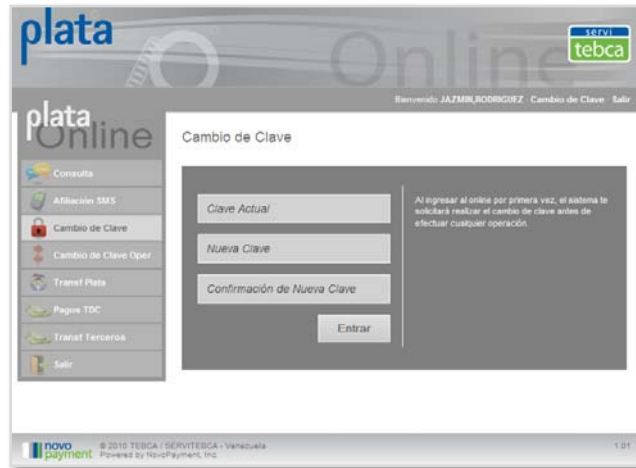 plata
Online
servi
tebca
Bienvenido JAZMIN,RODRIGUEZ - Cambio de Clave - Salir
plata
Online
Cambio de Clave
Consulta
Afiliación SMS
Cambio de Clave
Cambio de Clave Oper
Transf Plata
Pagos TDC
Transf Terceros
Salir
Clave Actual
Nueva Clave
Confirmación de Nueva Clave
Entrar
Al ingresar al online por primera vez, el sistema te
solicitará realizar el cambio de clave antes de
efectuar cualquier operación.
novo
payment
© 2010 TEBCA / SERVITEBCA - Venezuela
Powered by NovoPayment, Inc.
1.01